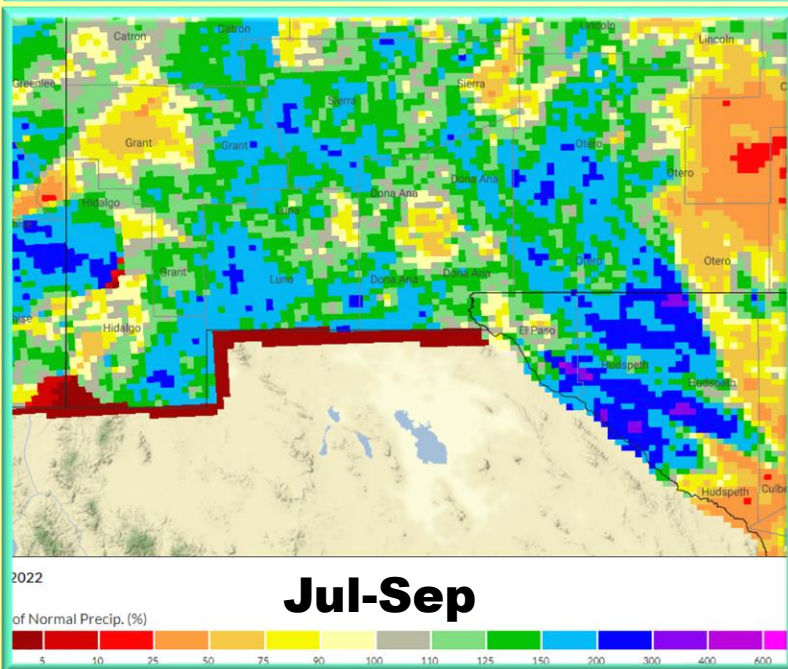 Catron
Catron
Lincoln
Lincoln
Greenlee
Sierra
Sierra
Grant
Grant
Otero
Otero
Dona Ana
Dona Ana
Hidalgo
Luna
Grant
Luna
Dona Ana
Dona Ana
Otero
Otero
Hidalgo
El Paso
Hudspeth
Hudspeth
Hudspeth
2022
Jul-Sep
of Normal Precip. (%)
5 10 25 50 75 90 100 110 125 150 200 300 400 600